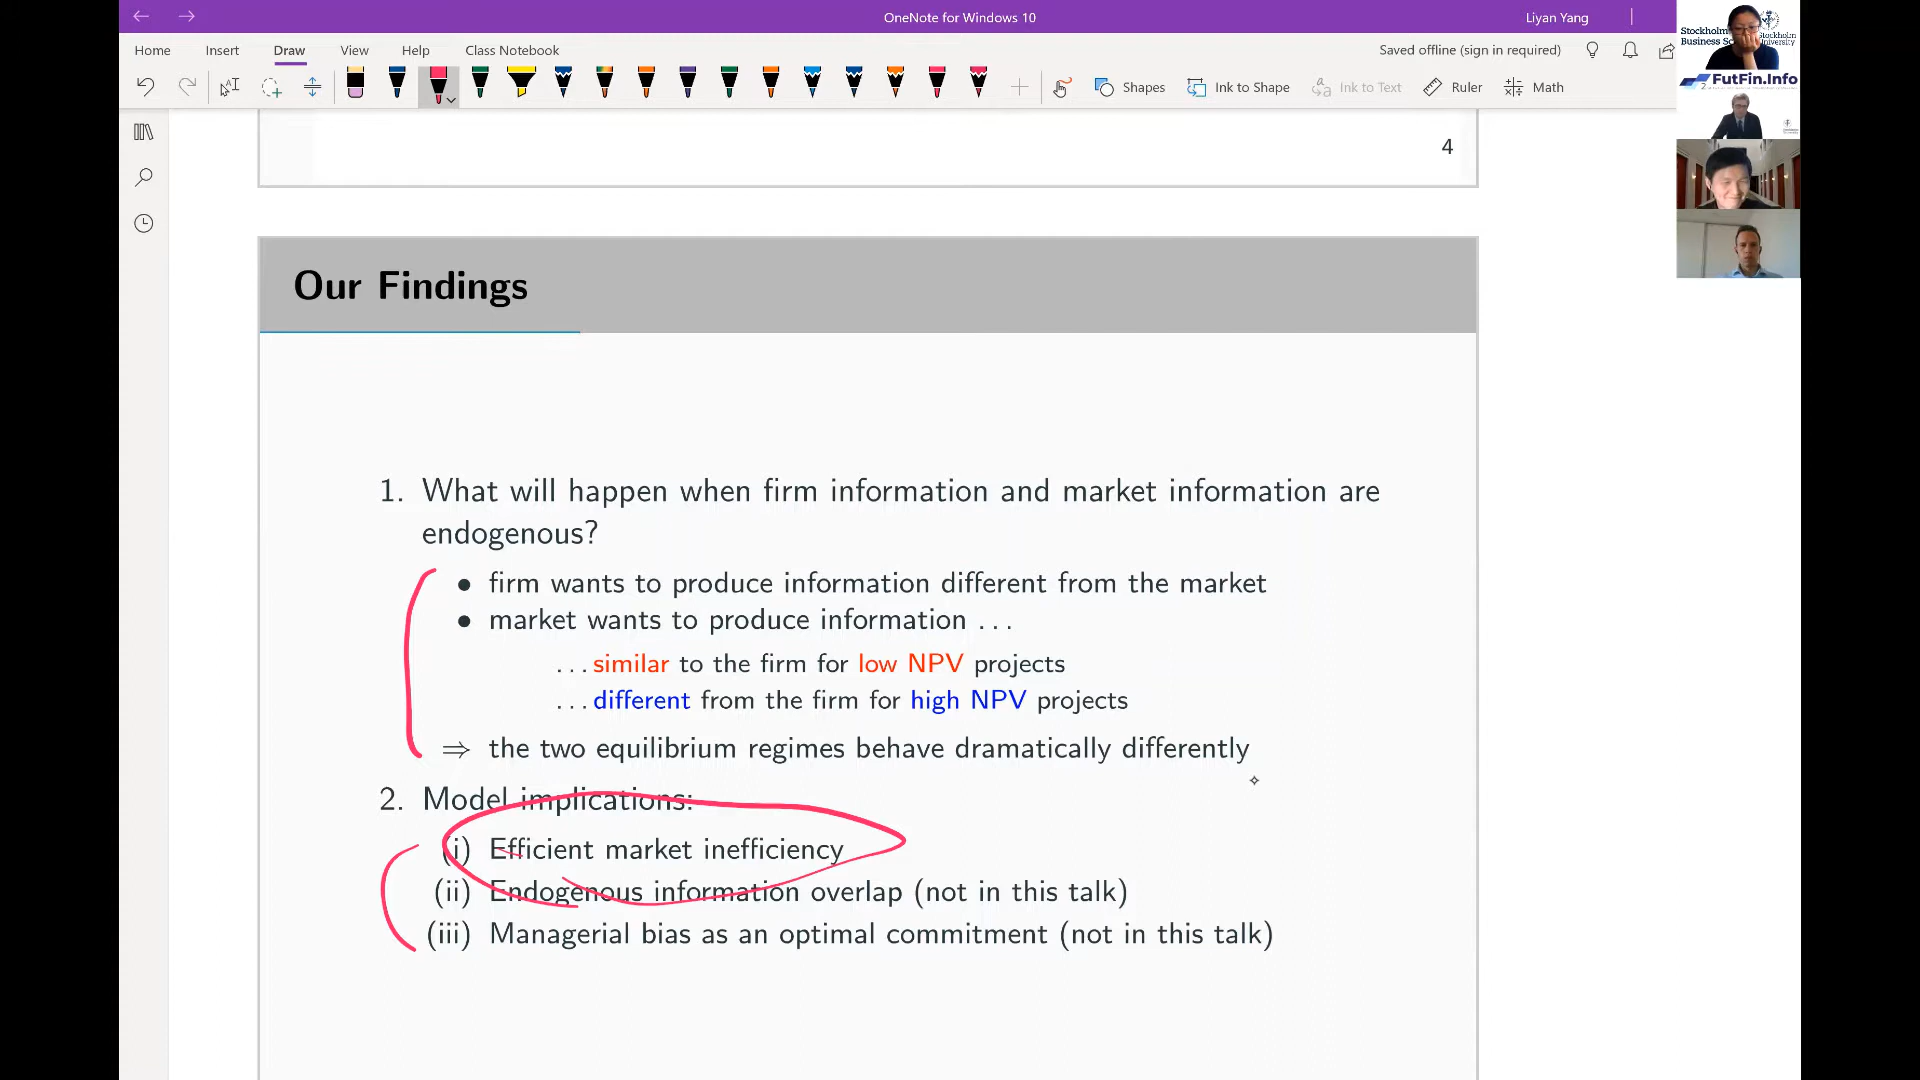 OneNote for Windows 10
Liyan Yang
Home Insert Draw View Help Class Notebook
Saved offline (sign in required)
Shapes Ink to Shape Ink to Text Ruler Math
Stockholm
Business Stockholm
University
FutFin.Info
4
Our Findings
1. What will happen when firm information and market information are
endogenous?
• firm wants to produce information different from the market
• market wants to produce information ...
... similar to the firm for low NPV projects
... different from the firm for high NPV projects
⇒ the two equilibrium regimes behave dramatically differently
2. Model implications:
(i) Efficient market inefficiency
(ii) Endogenous information overlap (not in this talk)
(iii) Managerial bias as an optimal commitment (not in this talk)